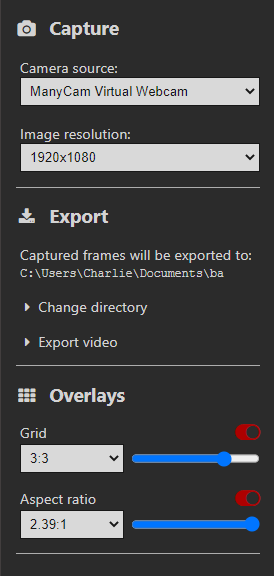 Capture
Camera source:
ManyCam Virtual Webcam
Image resolution:
1920x1080
Export
Captured frames will be exported to:
C:\Users\Charlie\Documents\ba
Change directory
Export video
Overlays
Grid
3:3
Aspect ratio
2.39:1